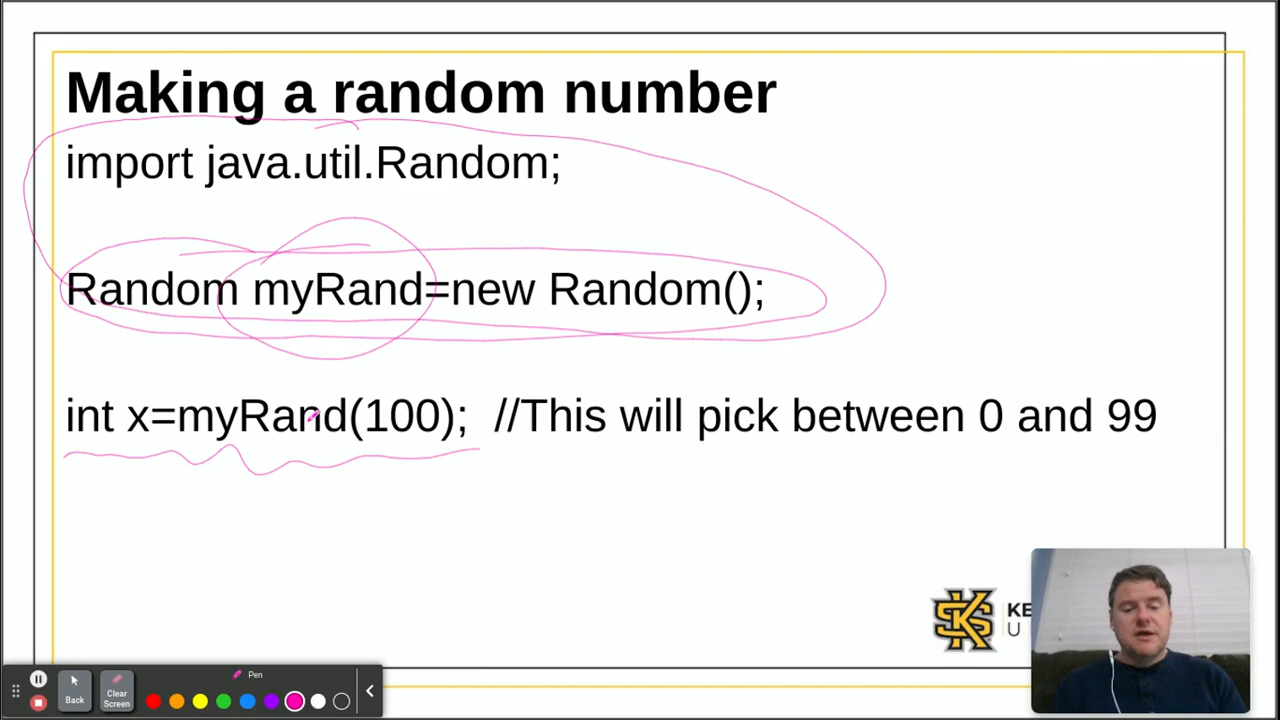 Making a random number
import java.util.Random;
Random myRand=new Random();
int x=myRand(100); //This will pick between 0 and 99
KE
U
Pen
Back
Clear
Screen